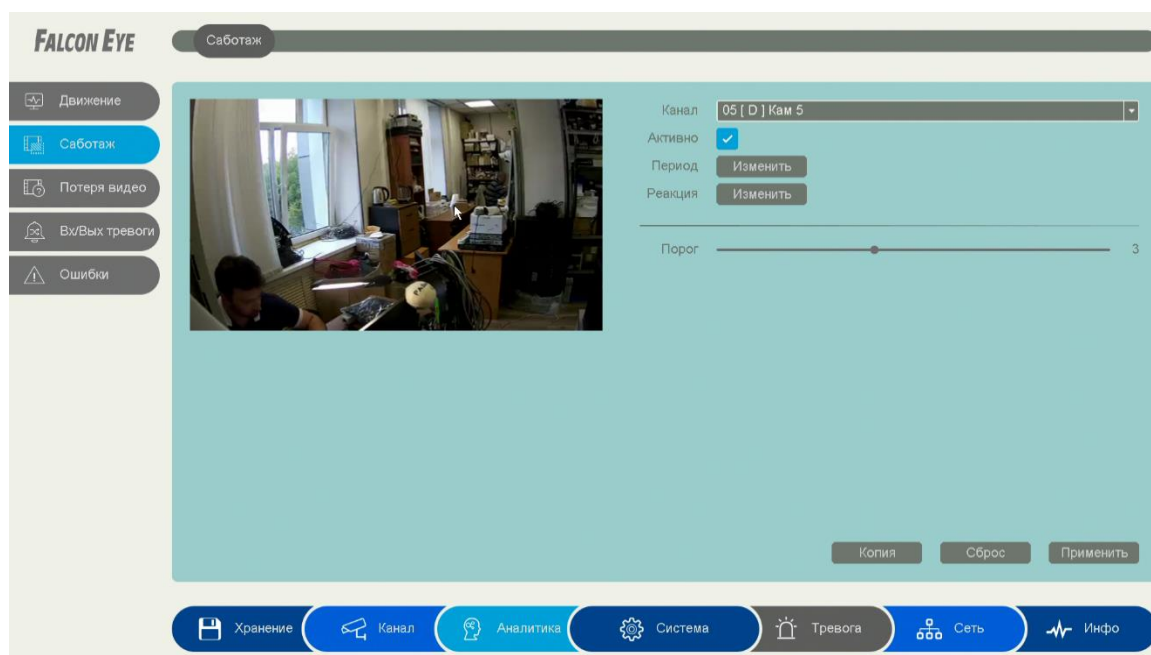 FALCON EYE
Саботаж
Движение
Саботаж
Потеря видео
Вх/Вых тревоги
Ошибки
Канал 05 [ D ] Кам 5
Активно
Период Изменить
Реакция Изменить
Порог 3
Копия Сброс Применить
Хранение Канал Аналитика Система Тревога Сеть Инфо